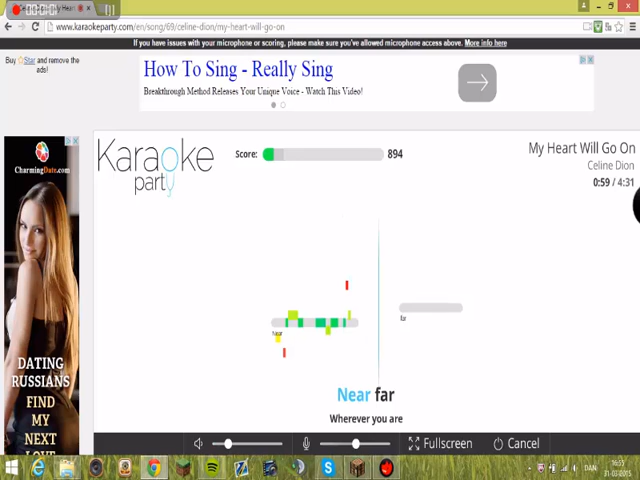 www.karaokeparty.com/en/song/69/celine-dion/my-heart-will-go-on
If you have issues with your microphone or scoring, please make sure you've allowed microphone access above. More info here
Buy Star and remove the
ads!
How To Sing - Really Sing
Breakthrough Method Releases Your Unique Voice - Watch This Video!
CharmingDate.com
DATING
RUSSIANS
FIND
MY
NEXT
LOVE
Karaoke
party
Score:
894
My Heart Will Go On
Celine Dion
0:59 / 4:31
Near
far
Near far
Wherever you are
Fullscreen
Cancel
DAN
31-03-2015